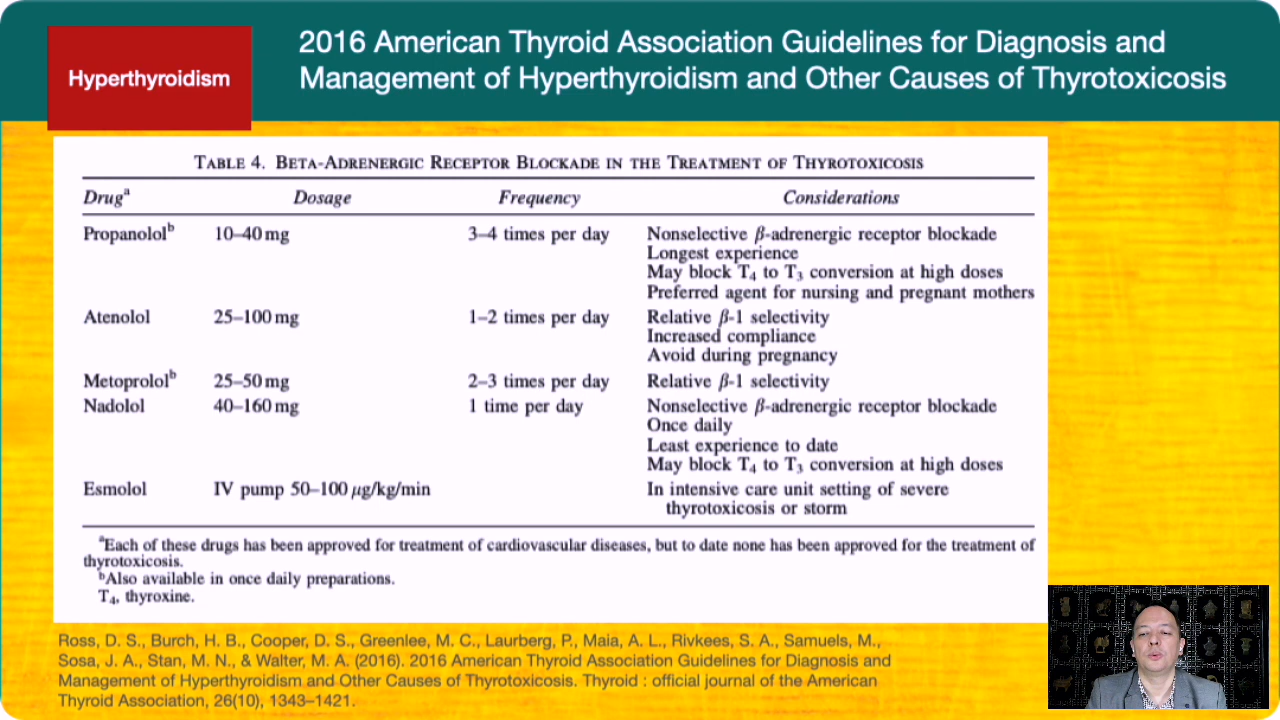 Hyperthyroidism
2016 American Thyroid Association Guidelines for Diagnosis and
Management of Hyperthyroidism and Other Causes of Thyrotoxicosis
TABLE 4. BETA-ADRENERGIC RECEPTOR BLOCKADE IN THE TREATMENT OF THYROTOXICOSIS
Drugᵃ Dosage Frequency Considerations
Propanololᵇ 10–40 mg 3–4 times per day Nonselective β-adrenergic receptor blockade
Longest experience
May block T₄ to T₃ conversion at high doses
Preferred agent for nursing and pregnant mothers
Atenolol 25–100 mg 1–2 times per day Relative β-1 selectivity
Increased compliance
Avoid during pregnancy
Metoprololᵇ 25–50 mg 2–3 times per day Relative β-1 selectivity
Nadolol 40–160 mg 1 time per day Nonselective β-adrenergic receptor blockade
Once daily
Least experience to date
May block T₄ to T₃ conversion at high doses
Esmolol IV pump 50–100 μg/kg/min In intensive care unit setting of severe
thyrotoxicosis or storm
ᵃEach of these drugs has been approved for treatment of cardiovascular diseases, but to date none has been approved for the treatment of
thyrotoxicosis.
ᵇAlso available in once daily preparations.
T₄, thyroxine.
Ross, D. S., Burch, H. B., Cooper, D. S., Greenlee, M. C., Laurberg, P., Maia, A. L., Rivkees, S. A., Samuels, M.,
Sosa, J. A., Stan, M. N., & Walter, M. A. (2016). 2016 American Thyroid Association Guidelines for Diagnosis and
Management of Hyperthyroidism and Other Causes of Thyrotoxicosis. Thyroid : official journal of the American
Thyroid Association, 26(10), 1343–1421.